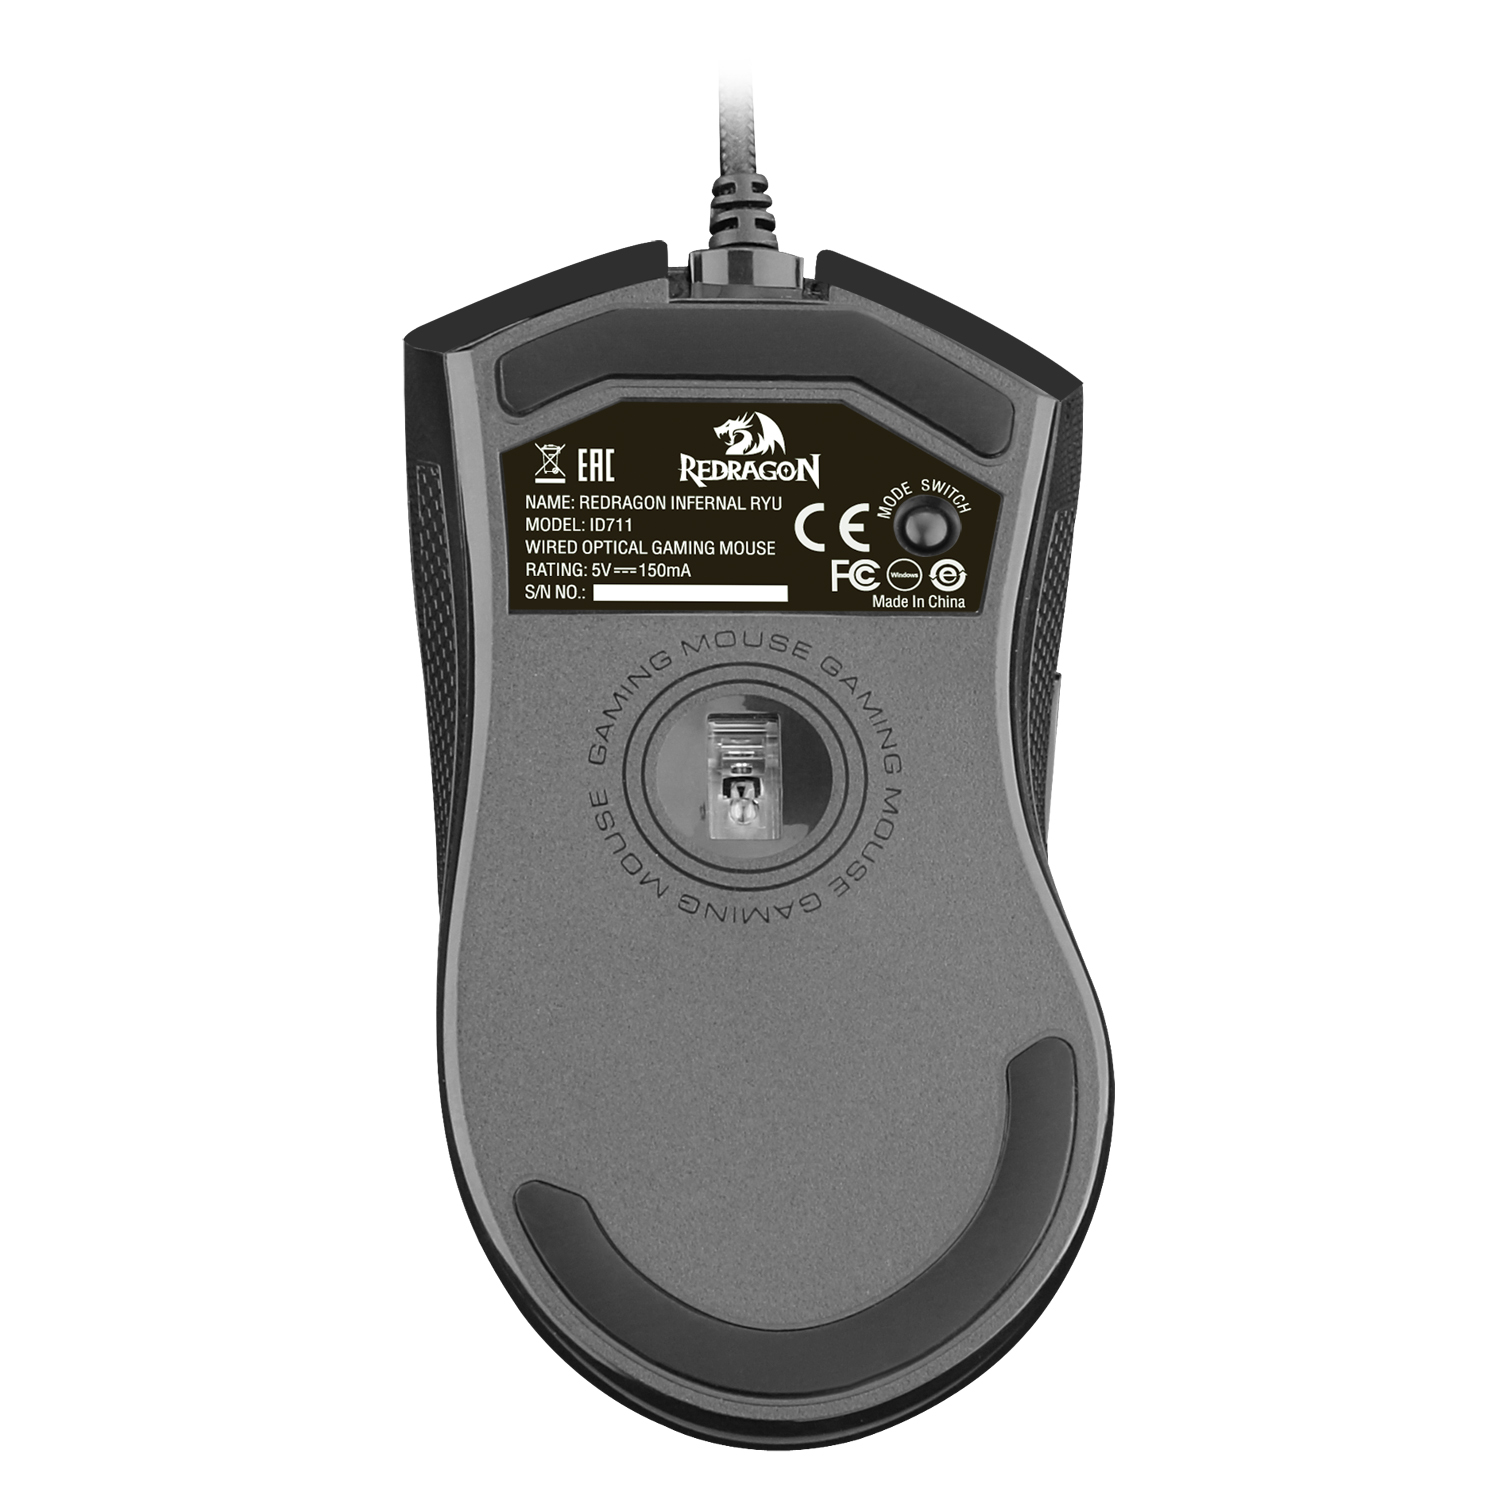 EAC
REDRAGON
MODE SWITCH
NAME: REDRAGON INFERNAL RYU
MODEL: ID711
WIRED OPTICAL GAMING MOUSE
RATING: 5V⎓150mA
S/N NO.:
CE
FC
Windows
e
Made In China
GAMING MOUSE GAMING MOUSE GAMING MOUSE